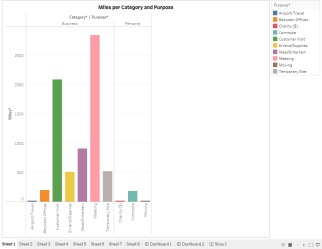 Miles per Category and Purpose
Category* / Purpose*
Business
Personal
Miles*
2500
2000
1500
1000
500
0
Airport/Travel
Between Offices
Customer Visit
Errand/Supplies
Meal/Entertain
Meeting
Temporary Site
Charity ($)
Commute
Moving
Purpose*
Airport/Travel
Between Offices
Charity ($)
Commute
Customer Visit
Errand/Supplies
Meal/Entertain
Meeting
Moving
Temporary Site
Sheet 1 Sheet 2 Sheet 3 Sheet 4 Sheet 5 Sheet 6 Sheet 7 Sheet 8 Dashboard 1 Dashboard 2 Story 1